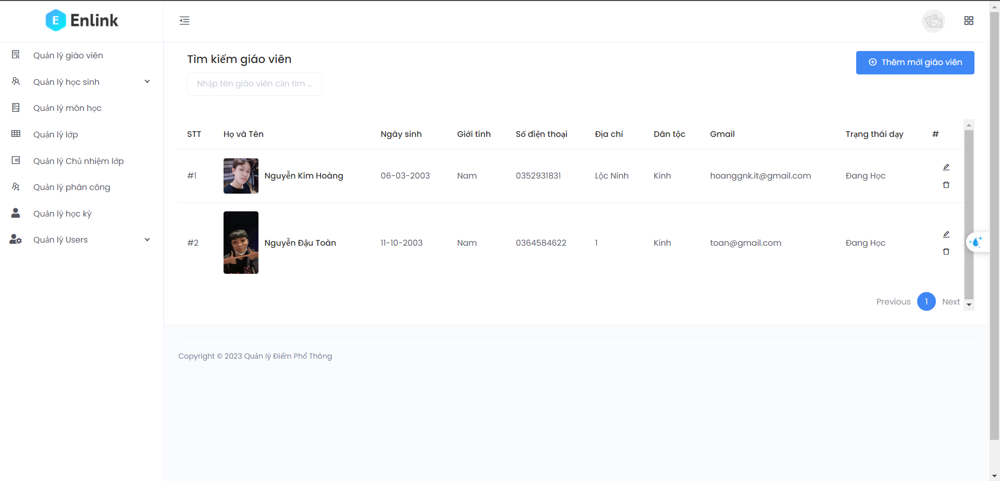 E Enlink
Quản lý giáo viên
Quản lý học sinh
Quản lý môn học
Quản lý lớp
Quản lý Chủ nhiệm lớp
Quản lý phân công
Quản lý học kỳ
Quản lý Users
Tìm kiếm giáo viên
Nhập tên giáo viên cần tìm ...
Thêm mới giáo viên
STT Họ và Tên Ngày sinh Giới tính Số điện thoại Địa chỉ Dân tộc Gmail Trạng thái dạy #
#1 Nguyễn Kim Hoàng 06-03-2003 Nam 0352931831 Lộc Ninh Kinh hoanggnk.it@gmail.com Đang Học
#2 Nguyễn Đậu Toàn 11-10-2003 Nam 0364584622 1 Kinh toan@gmail.com Đang Học
Previous 1 Next
Copyright © 2023 Quản lý Điểm Phổ Thông